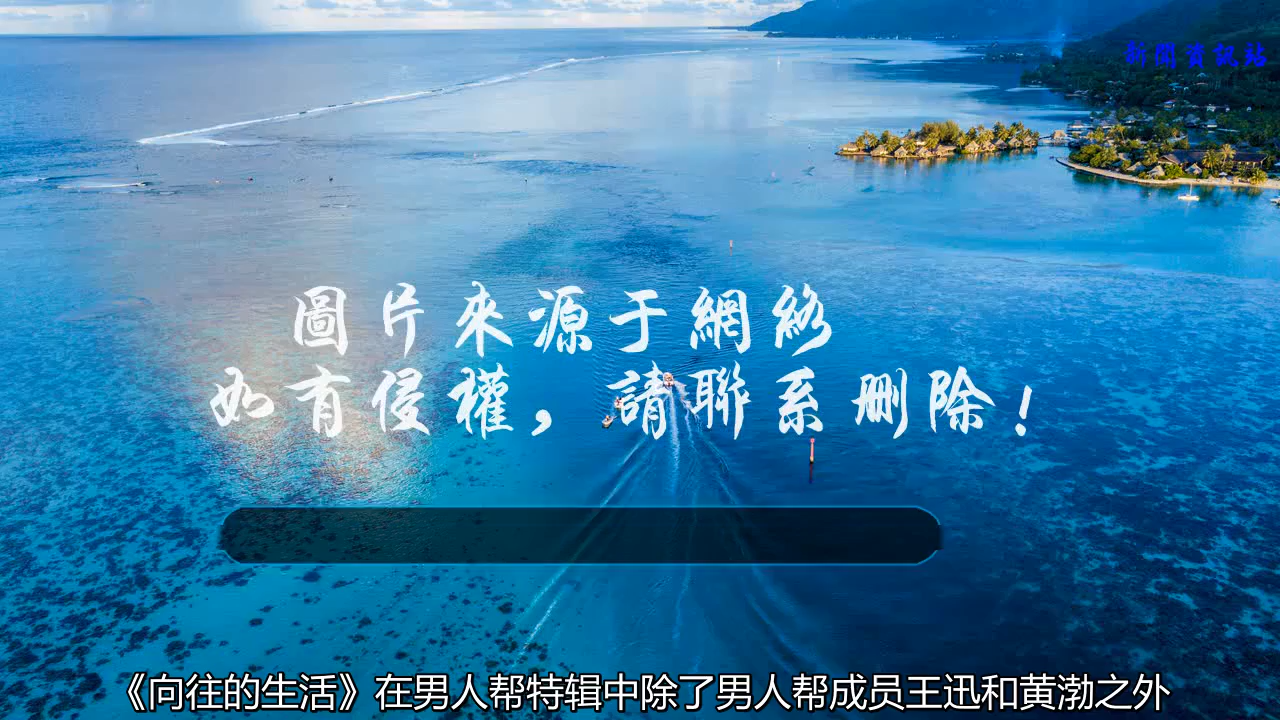 新聞資訊站
圖片來源于網絡
如有侵權，請聯系刪除！
《向往的生活》在男人帮特辑中除了男人帮成员王迅和黄渤之外